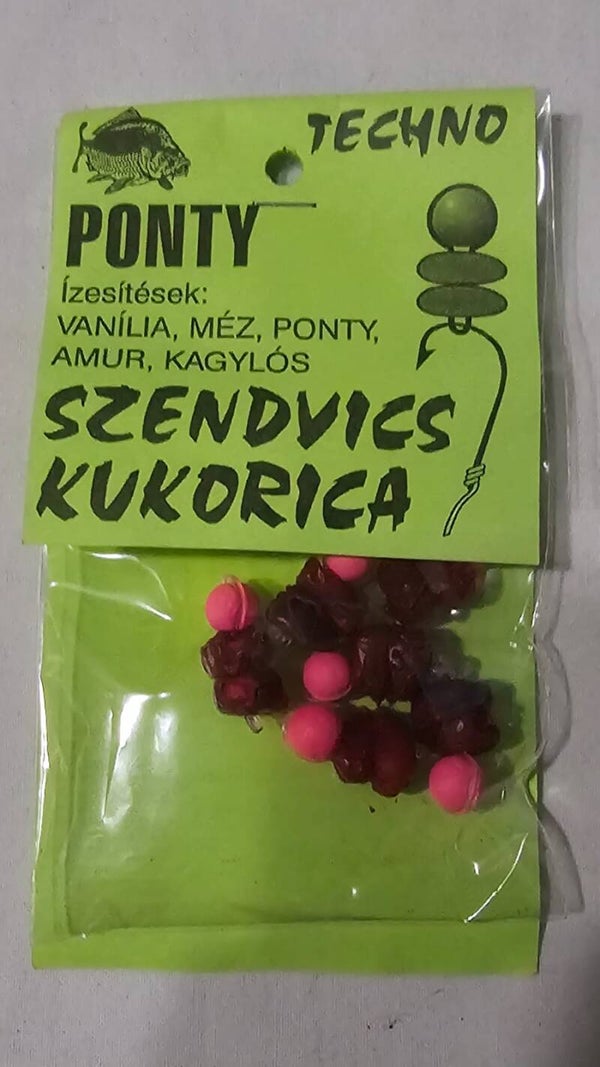 TECHNO
PONTY
Ízesítések:
VANÍLIA, MÉZ, PONTY,
AMUR, KAGYLÓS
SZENDVICS
KUKORICA